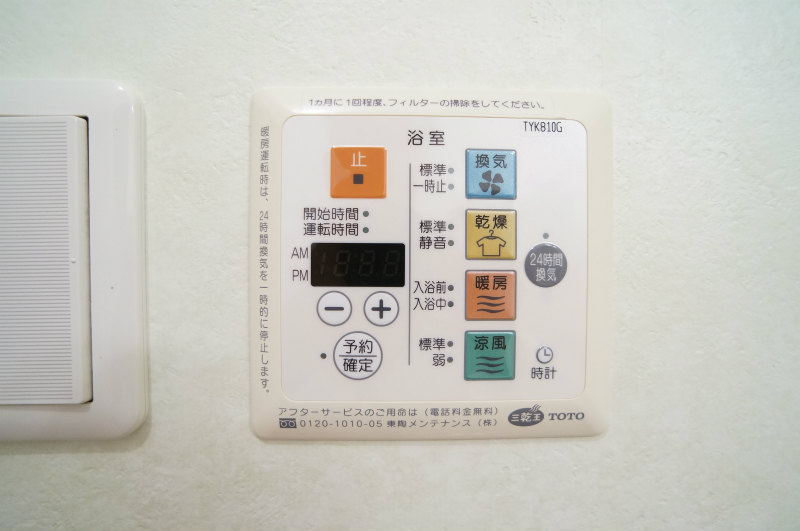 1ヵ月に1回程度、フィルターの掃除をしてください。
TYK810G
浴室
暖房運転時は、24時間換気を一時的に停止します。
止
開始時間
運転時間
AM
PM
予約
確定
標準
一時止
換気
標準
静音
乾燥
入浴前
入浴中
暖房
標準
弱
涼風
24時間
換気
時計
アフターサービスのご用命は（電話料金無料）
0120-1010-05 東陶メンテナンス（株）
三乾王 TOTO